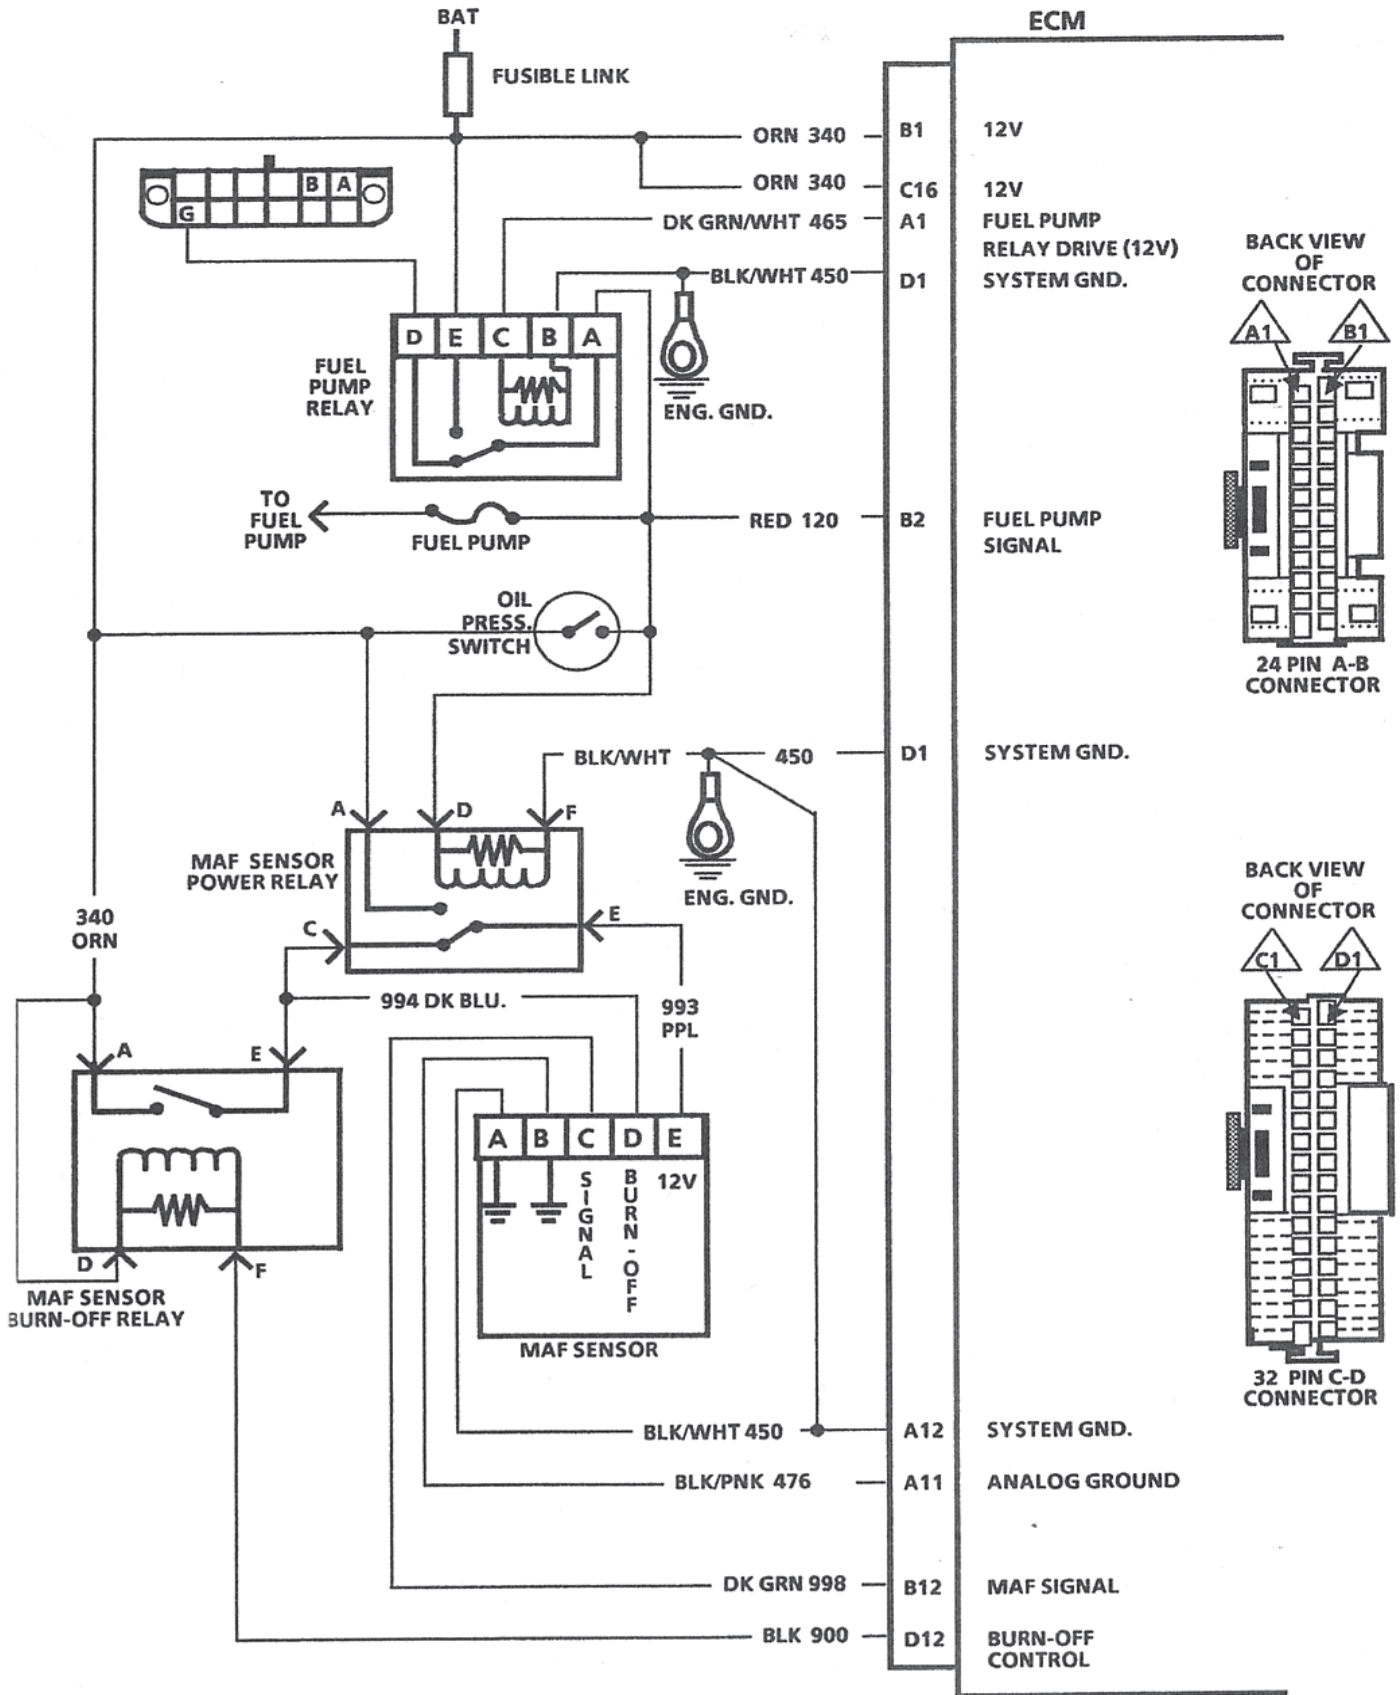 BAT
ECM
FUSIBLE LINK
ORN 340
B1
12V
ORN 340
C16
12V
B A
G
DK GRN/WHT 465
A1
FUEL PUMP
RELAY DRIVE (12V)
BLK/WHT 450
D1
SYSTEM GND.
BACK VIEW
OF
CONNECTOR
A1
B1
D E C B A
FUEL
PUMP
RELAY
ENG. GND.
TO
FUEL
PUMP
FUEL PUMP
RED 120
B2
FUEL PUMP
SIGNAL
OIL
PRESS.
SWITCH
24 PIN A-B
CONNECTOR
BLK/WHT
450
D1
SYSTEM GND.
A
D
F
MAF SENSOR
POWER RELAY
ENG. GND.
C
E
BACK VIEW
OF
CONNECTOR
C1
D1
340
ORN
994 DK BLU.
993
PPL
A
E
A B C D E
SIGNAL
BURN-OFF
12V
D
F
MAF SENSOR
BURN-OFF RELAY
MAF SENSOR
32 PIN C-D
CONNECTOR
BLK/WHT 450
A12
SYSTEM GND.
BLK/PNK 476
A11
ANALOG GROUND
DK GRN 998
B12
MAF SIGNAL
BLK 900
D12
BURN-OFF
CONTROL